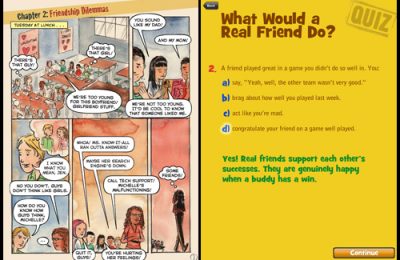 Chapter 2: Friendship Dilemmas
TUESDAY AT LUNCH...
THERE'S
THAT GUY!
THERE'S
THAT GIRL!
WE'RE TOO YOUNG
FOR THIS BOYFRIEND/
GIRLFRIEND STUFF.
YOU SOUND
LIKE MY DAD!
AND MY MOM!
WE'RE NOT TOO YOUNG.
IT'D BE COOL TO KNOW
THAT SOMEONE LIKED ME.
I KNOW
WHAT YOU
MEAN, JEN.
NO YOU DON'T. GUYS
DON'T THINK LIKE GIRLS.
HOW DO YOU
KNOW HOW
GUYS THINK,
MICHELLE?
WHOA! MS. KNOW-IT-ALL
RAN OUTTA ANSWERS!
MAYBE HER SEARCH
ENGINE'S DOWN.
CALL TECH SUPPORT!
MICHELLE'S
MALFUNCTIONING!
SOME
FRIENDS!
QUIT IT,
GUYS!
YOU'RE HURTING
HER FEELINGS!
Back
QUIZ
What Would a
Real Friend Do?
2. A friend played great in a game you didn't do so well in. You:
a) say, "Yeah, well, the other team wasn't very good."
b) brag about how well you played last week.
c) act like you're mad.
d) congratulate your friend on a game well played.
Yes! Real friends support each other's
successes. They are genuinely happy
when a buddy has a win.
Continue